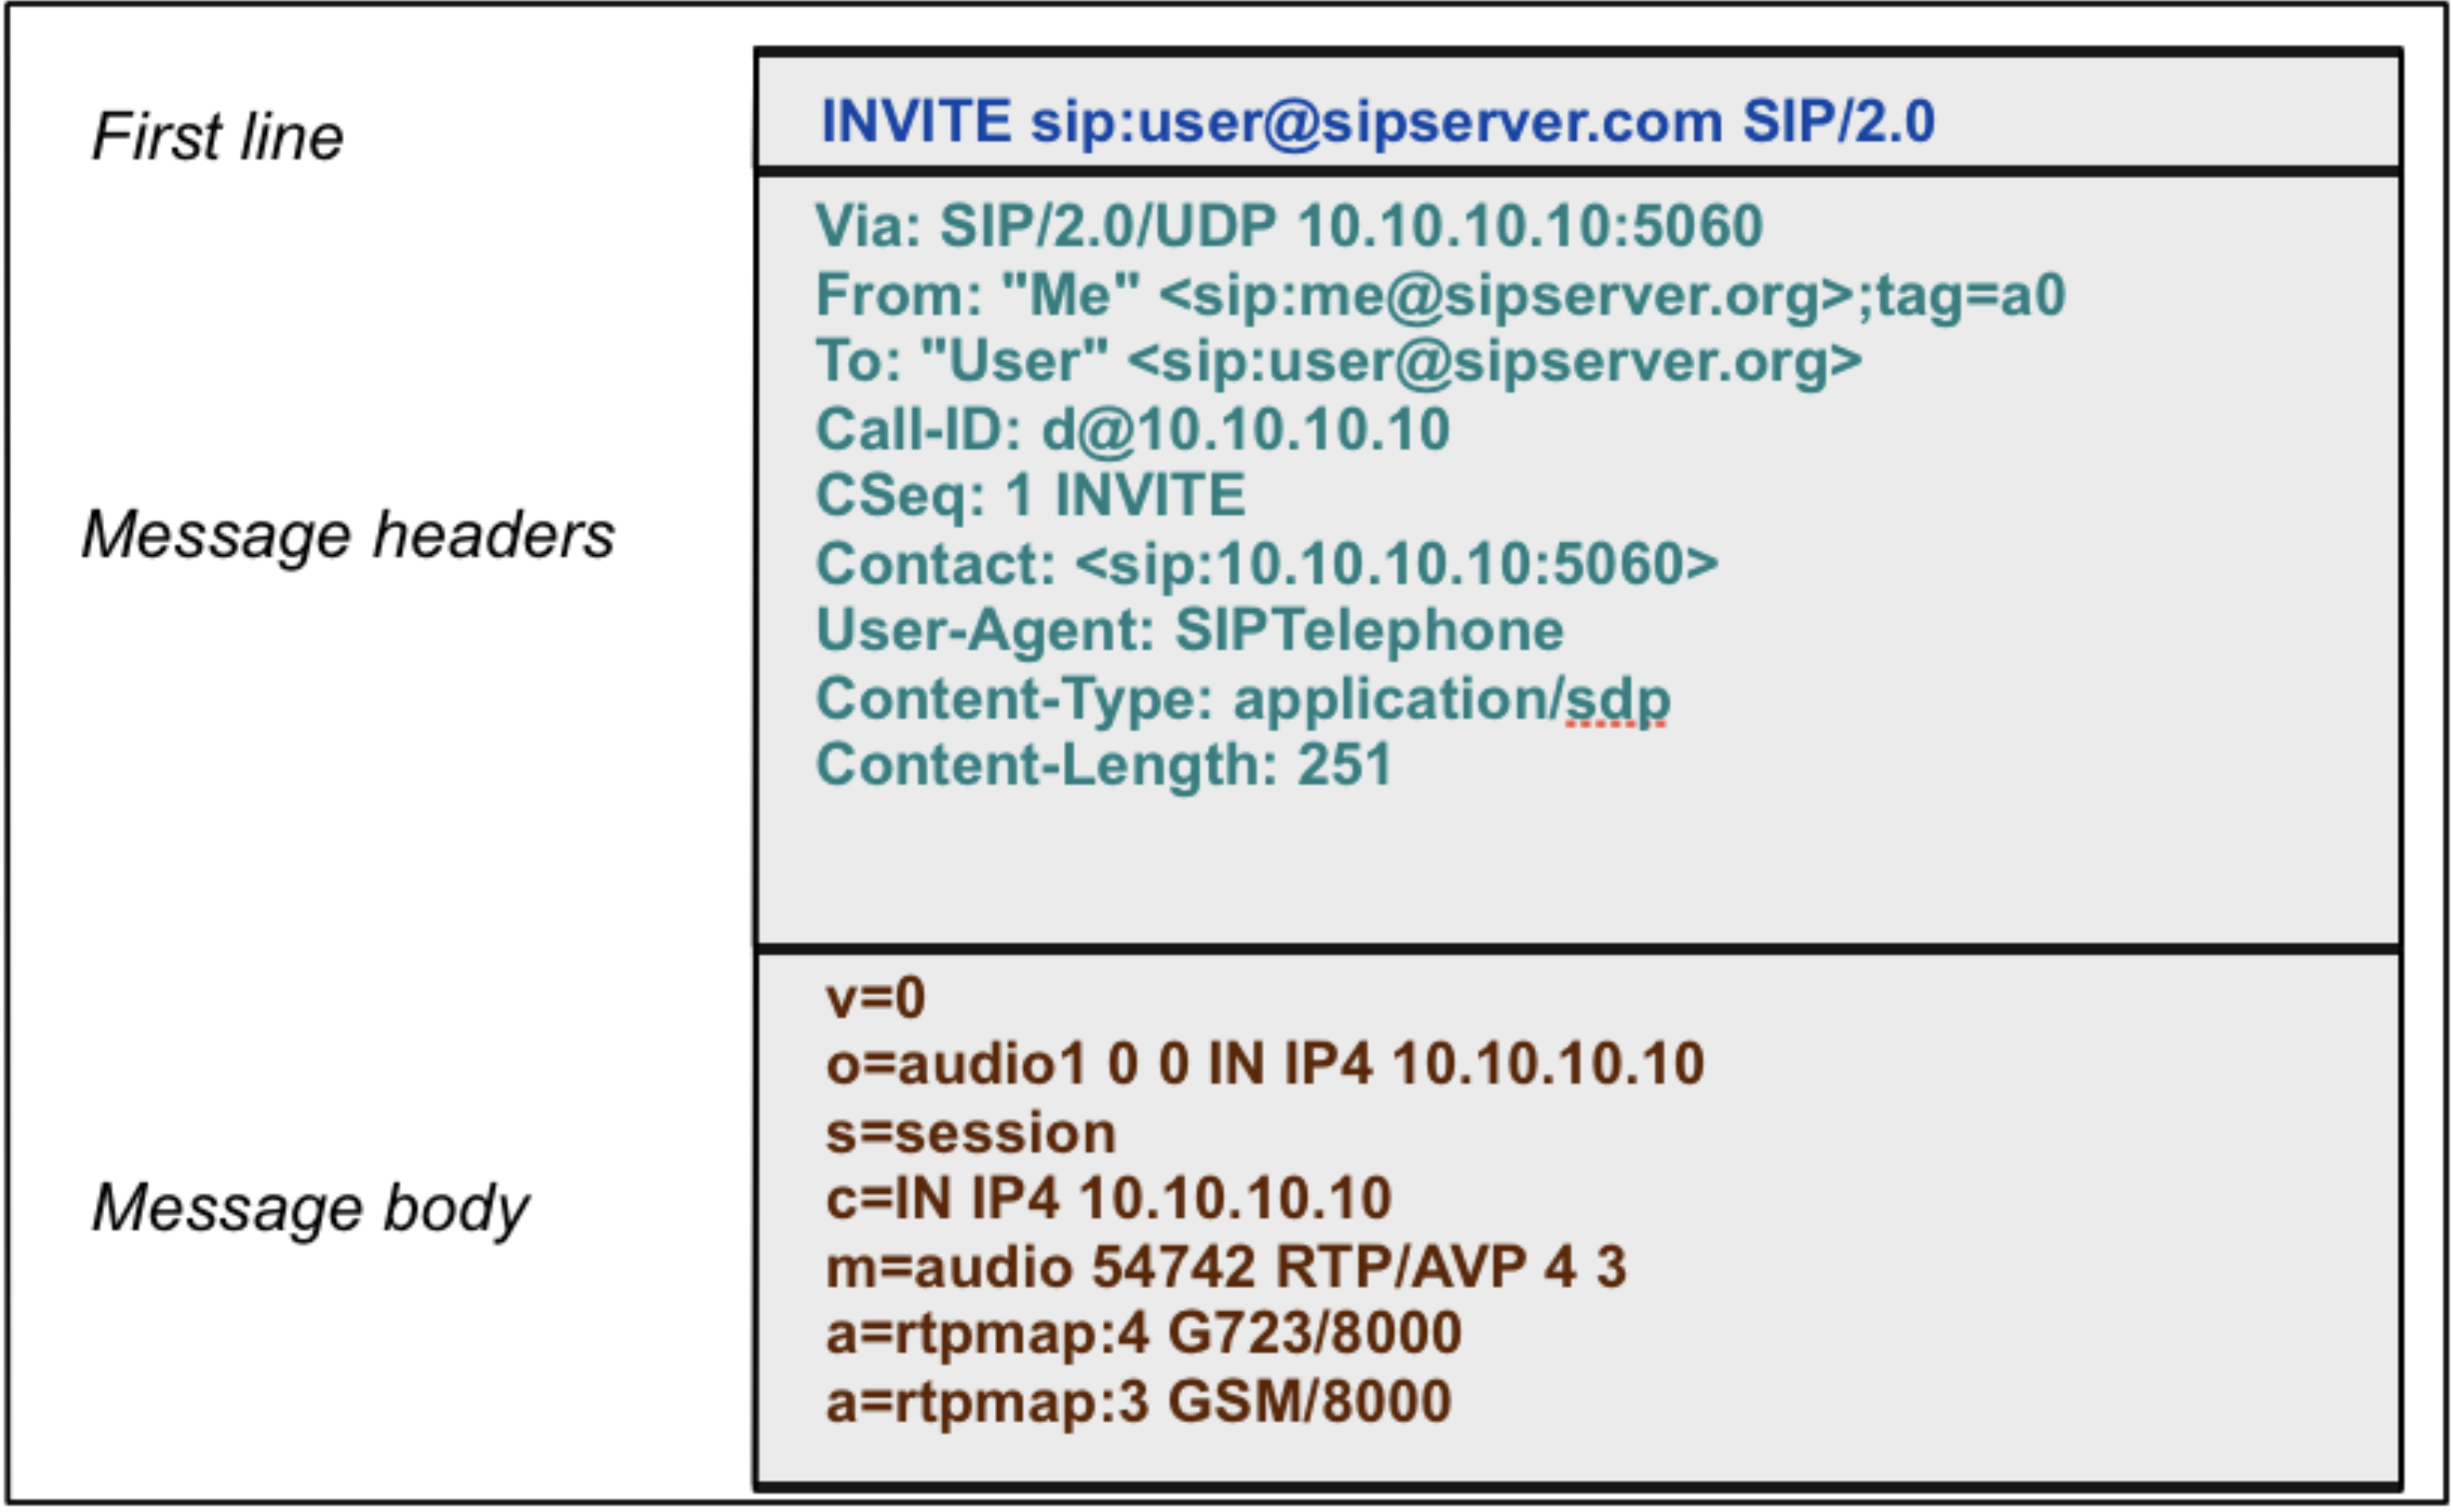 First line
INVITE sip:user@sipserver.com SIP/2.0
Message headers
Via: SIP/2.0/UDP 10.10.10.10:5060
From: "Me" <sip:me@sipserver.org>;tag=a0
To: "User" <sip:user@sipserver.org>
Call-ID: d@10.10.10.10
CSeq: 1 INVITE
Contact: <sip:10.10.10.10:5060>
User-Agent: SIPTelephone
Content-Type: application/sdp
Content-Length: 251
Message body
v=0
o=audio1 0 0 IN IP4 10.10.10.10
s=session
c=IN IP4 10.10.10.10
m=audio 54742 RTP/AVP 4 3
a=rtpmap:4 G723/8000
a=rtpmap:3 GSM/8000